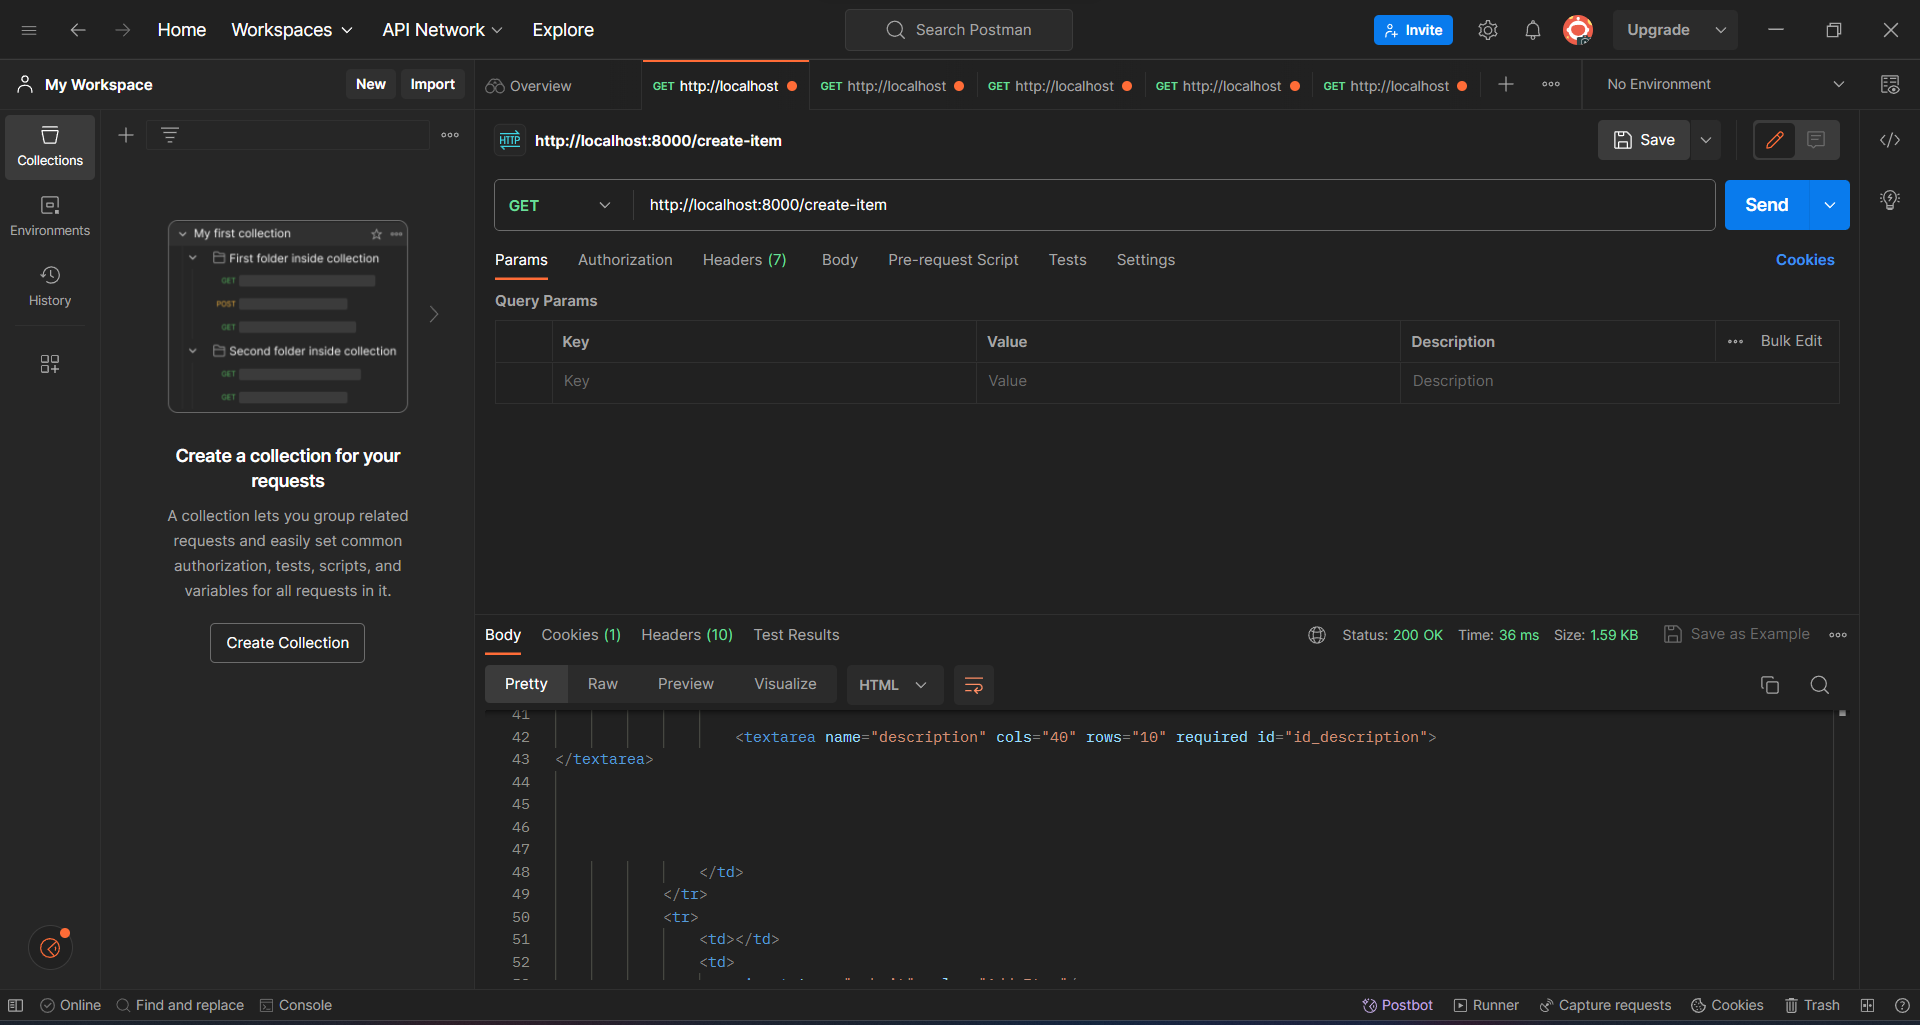 Home Workspaces API Network Explore Search Postman Invite Upgrade
My Workspace New Import Overview GET http://localhost GET http://localhost GET http://localhost GET http://localhost GET http://localhost No Environment
Collections
Environments
History
My first collection
First folder inside collection
GET
POST
GET
Second folder inside collection
GET
GET
Create a collection for your
requests
A collection lets you group related
requests and easily set common
authorization, tests, scripts, and
variables for all requests in it.
Create Collection
HTTP http://localhost:8000/create-item Save
GET http://localhost:8000/create-item Send
Params Authorization Headers (7) Body Pre-request Script Tests Settings Cookies
Query Params
Key Value Description Bulk Edit
Key Value Description
Body Cookies (1) Headers (10) Test Results Status: 200 OK Time: 36 ms Size: 1.59 KB Save as Example
Pretty Raw Preview Visualize HTML
41
42 <textarea name="description" cols="40" rows="10" required id="id_description">
43 </textarea>
44
45
46
47
48 </td>
49 </tr>
50 <tr>
51 <td></td>
52 <td>
Online Find and replace Console Postbot Runner Capture requests Cookies Trash